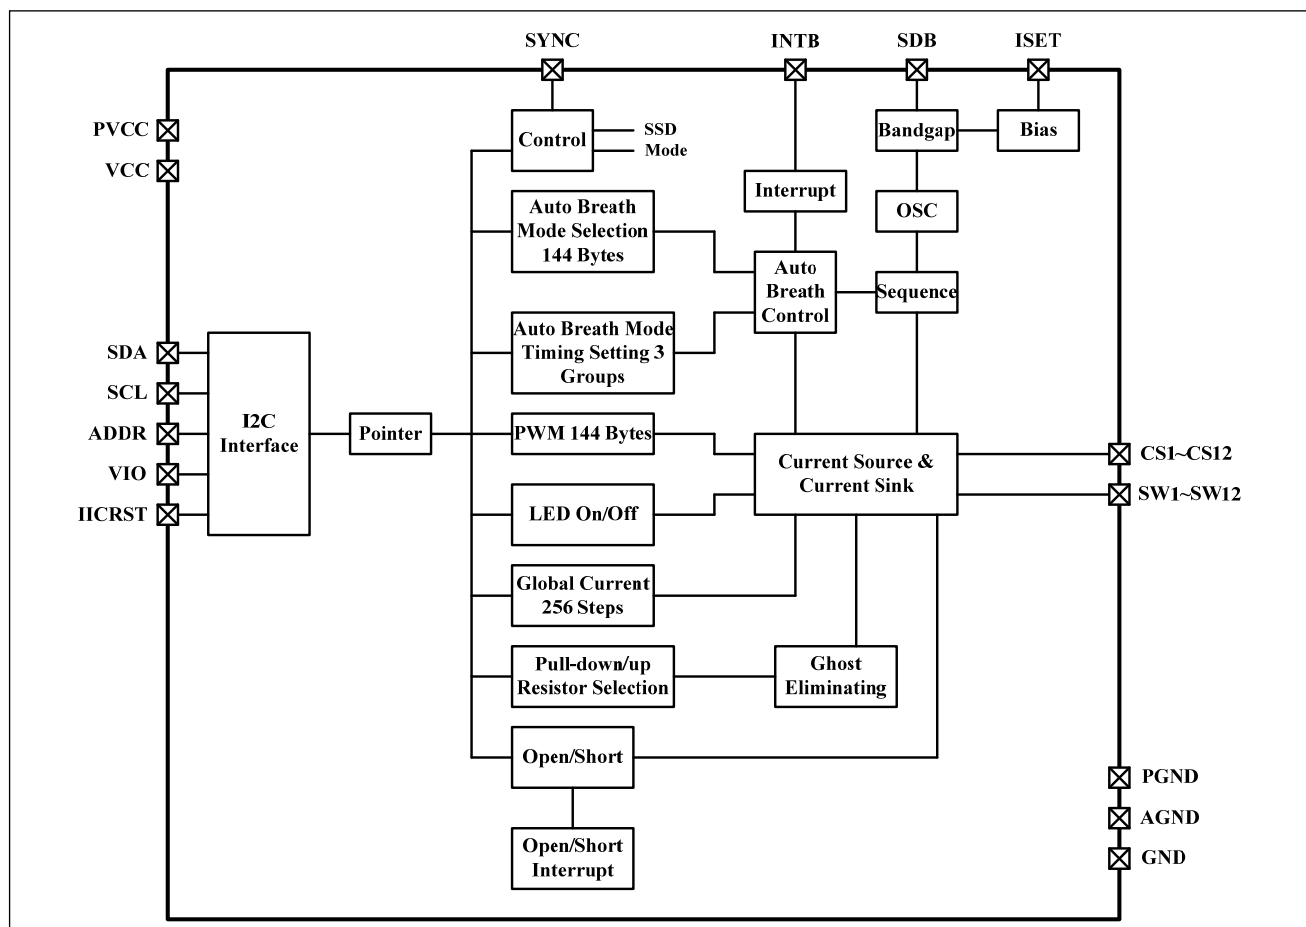 SYNC
INTB
SDB
ISET
PVCC
VCC
Control
SSD
Mode
Bandgap
Bias
Interrupt
OSC
Auto Breath
Mode Selection
144 Bytes
Auto
Breath
Control
Sequence
Auto Breath Mode
Timing Setting 3
Groups
SDA
SCL
ADDR
VIO
IICRST
I2C
Interface
Pointer
PWM 144 Bytes
Current Source &
Current Sink
CS1~CS12
SW1~SW12
LED On/Off
Global Current
256 Steps
Pull-down/up
Resistor Selection
Ghost
Eliminating
Open/Short
Open/Short
Interrupt
PGND
AGND
GND